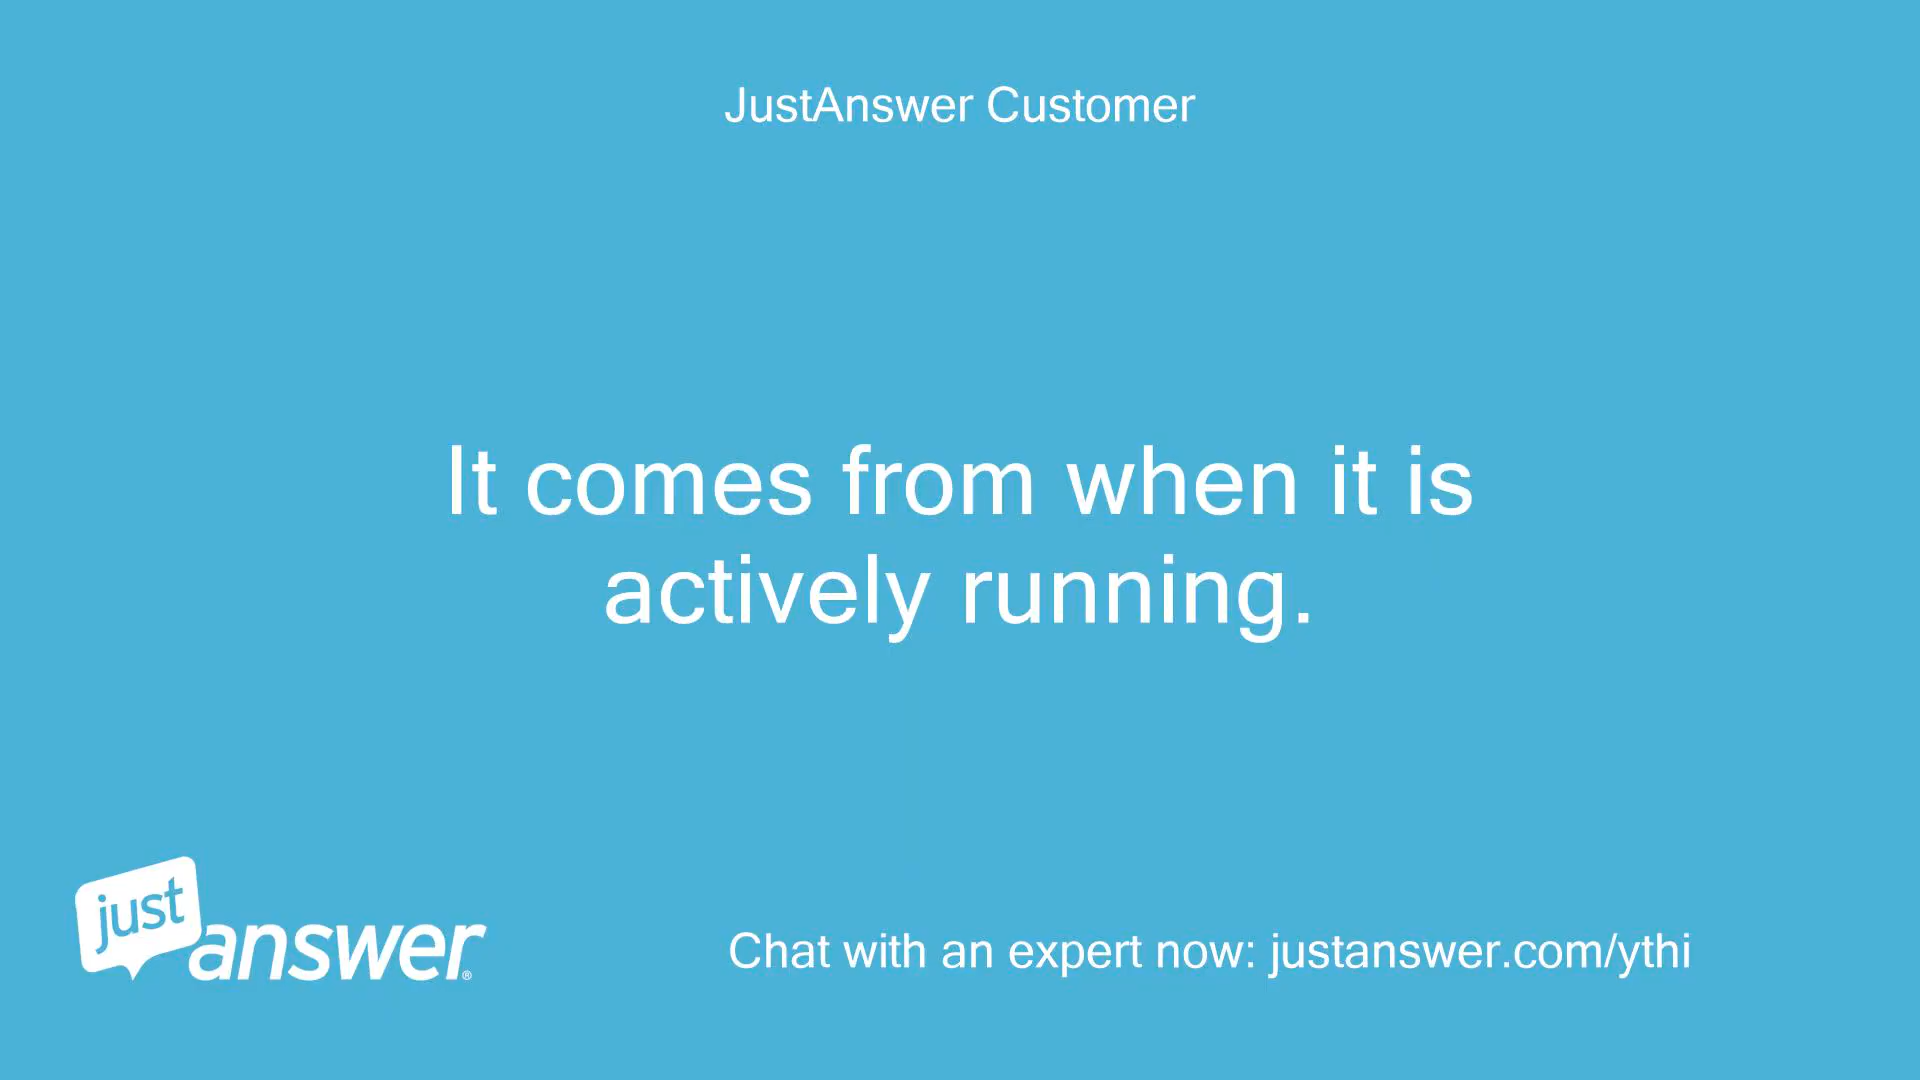 JustAnswer Customer
It comes from when it is
actively running.
just
answer®
Chat with an expert now: justanswer.com/ythi